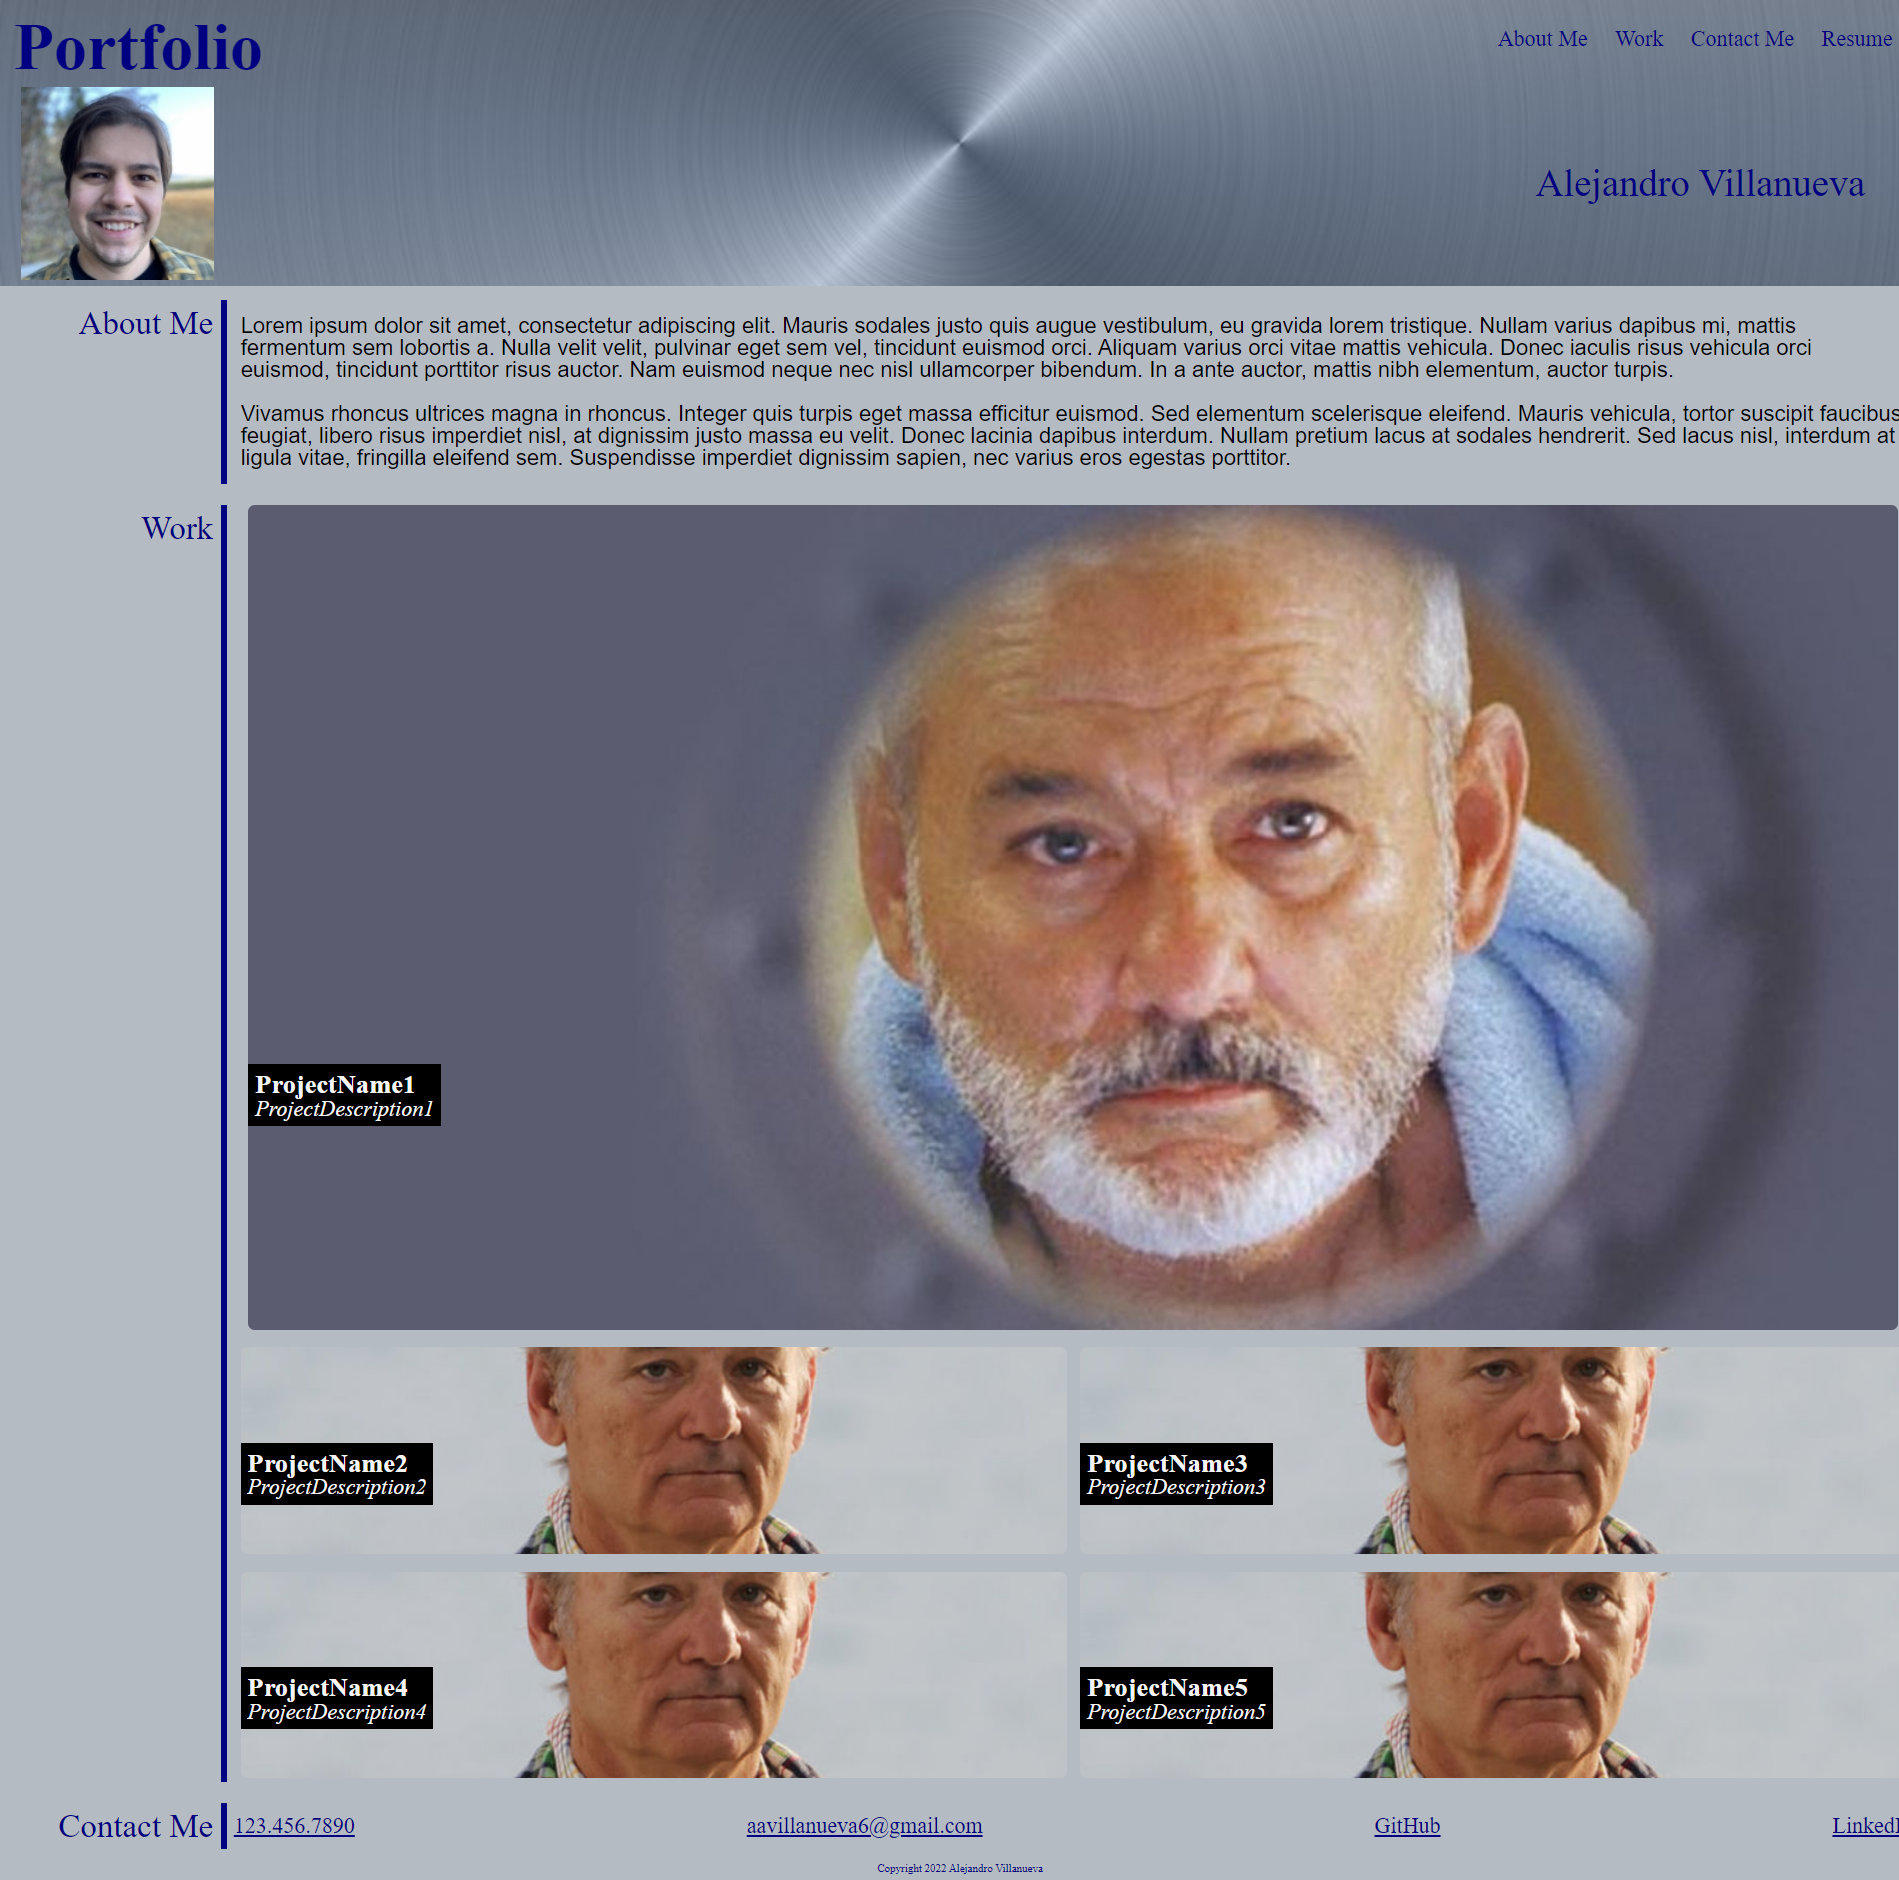 Portfolio
About Me Work Contact Me Resume
Alejandro Villanueva
About Me
Lorem ipsum dolor sit amet, consectetur adipiscing elit. Mauris sodales justo quis augue vestibulum, eu gravida lorem tristique. Nullam varius dapibus mi, mattis
fermentum sem lobortis a. Nulla velit velit, pulvinar eget sem vel, tincidunt euismod orci. Aliquam varius orci vitae mattis vehicula. Donec iaculis risus vehicula orci
euismod, tincidunt porttitor risus auctor. Nam euismod neque nec nisl ullamcorper bibendum. In a ante auctor, mattis nibh elementum, auctor turpis.
Vivamus rhoncus ultrices magna in rhoncus. Integer quis turpis eget massa efficitur euismod. Sed elementum scelerisque eleifend. Mauris vehicula, tortor suscipit faucibus
feugiat, libero risus imperdiet nisl, at dignissim justo massa eu velit. Donec lacinia dapibus interdum. Nullam pretium lacus at sodales hendrerit. Sed lacus nisl, interdum at
ligula vitae, fringilla eleifend sem. Suspendisse imperdiet dignissim sapien, nec varius eros egestas porttitor.
Work
ProjectName1
ProjectDescription1
ProjectName2
ProjectDescription2
ProjectName3
ProjectDescription3
ProjectName4
ProjectDescription4
ProjectName5
ProjectDescription5
Contact Me
123.456.7890
aavillanueva6@gmail.com
GitHub
Linked
Copyright 2022 Alejandro Villanueva